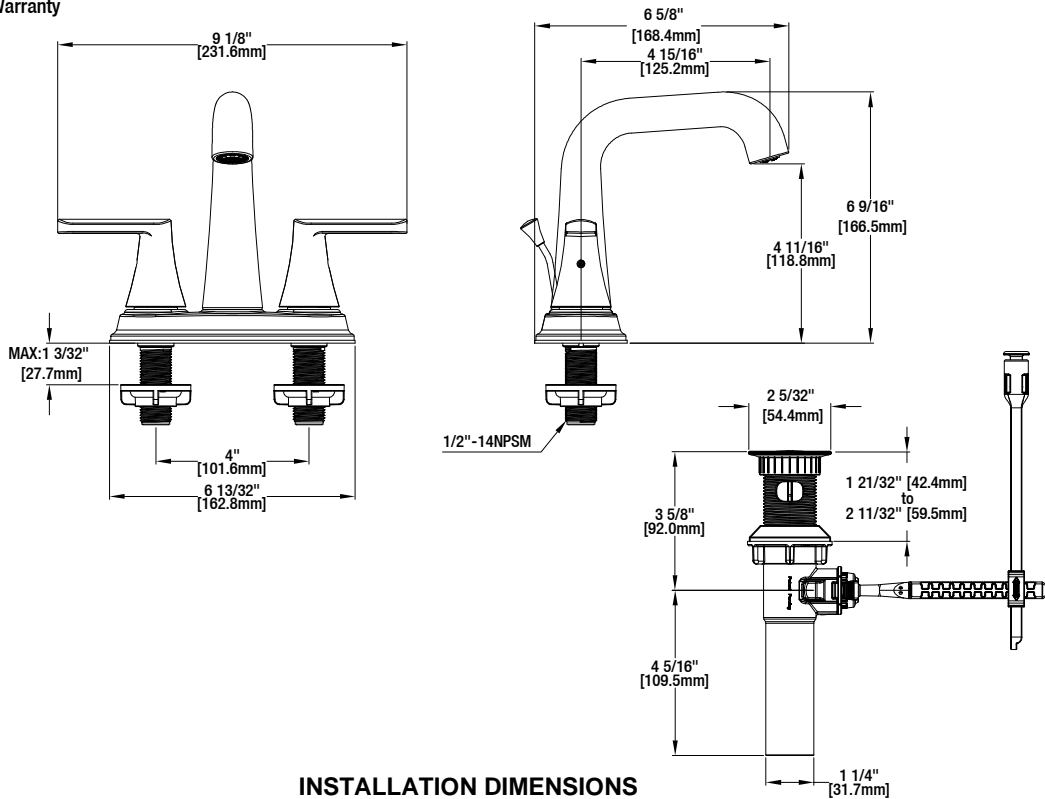 Warranty
9 1/8"
[231.6mm]
6 5/8"
[168.4mm]
4 15/16"
[125.2mm]
6 9/16"
[166.5mm]
4 11/16"
[118.8mm]
MAX:1 3/32"
[27.7mm]
4"
[101.6mm]
6 13/32"
[162.8mm]
1/2"-14NPSM
2 5/32"
[54.4mm]
1 21/32" [42.4mm]
to
2 11/32" [59.5mm]
3 5/8"
[92.0mm]
Patent Pending
4 5/16"
[109.5mm]
1 1/4"
[31.7mm]
INSTALLATION DIMENSIONS